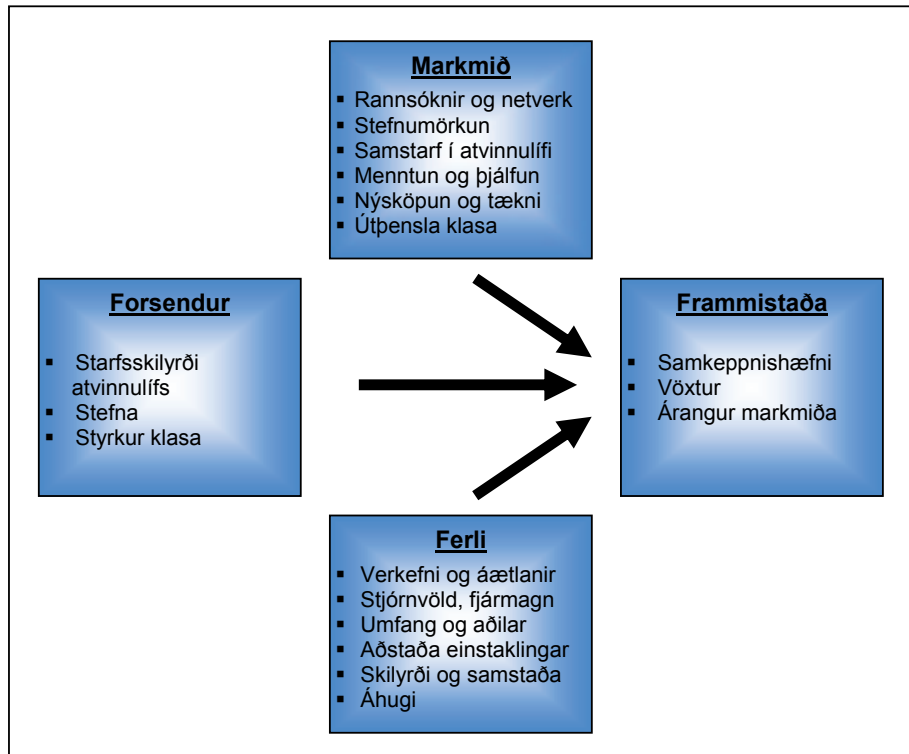 Markmið
▪ Rannsóknir og netverk
▪ Stefnumörkun
▪ Samstarf í atvinnulífi
▪ Menntun og þjálfun
▪ Nýsköpun og tækni
▪ Útþensla klasa
Forsendur
▪ Starfsskilyrði
atvinnulífs
▪ Stefna
▪ Styrkur klasa
Frammistaða
▪ Samkeppnishæfni
▪ Vöxtur
▪ Árangur markmiða
Ferli
▪ Verkefni og áætlanir
▪ Stjórnvöld, fjármagn
▪ Umfang og aðilar
▪ Aðstaða einstaklingar
▪ Skilyrði og samstaða
▪ Áhugi